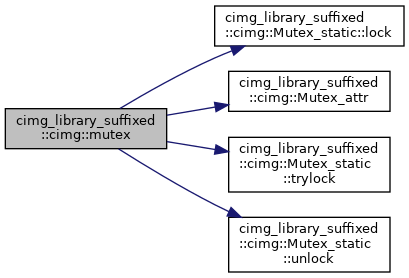 cimg_library_suffixed
::cimg::mutex
cimg_library_suffixed
::cimg::Mutex_static::lock
cimg_library_suffixed
::cimg::Mutex_attr
cimg_library_suffixed
::cimg::Mutex_static
::trylock
cimg_library_suffixed
::cimg::Mutex_static
::unlock